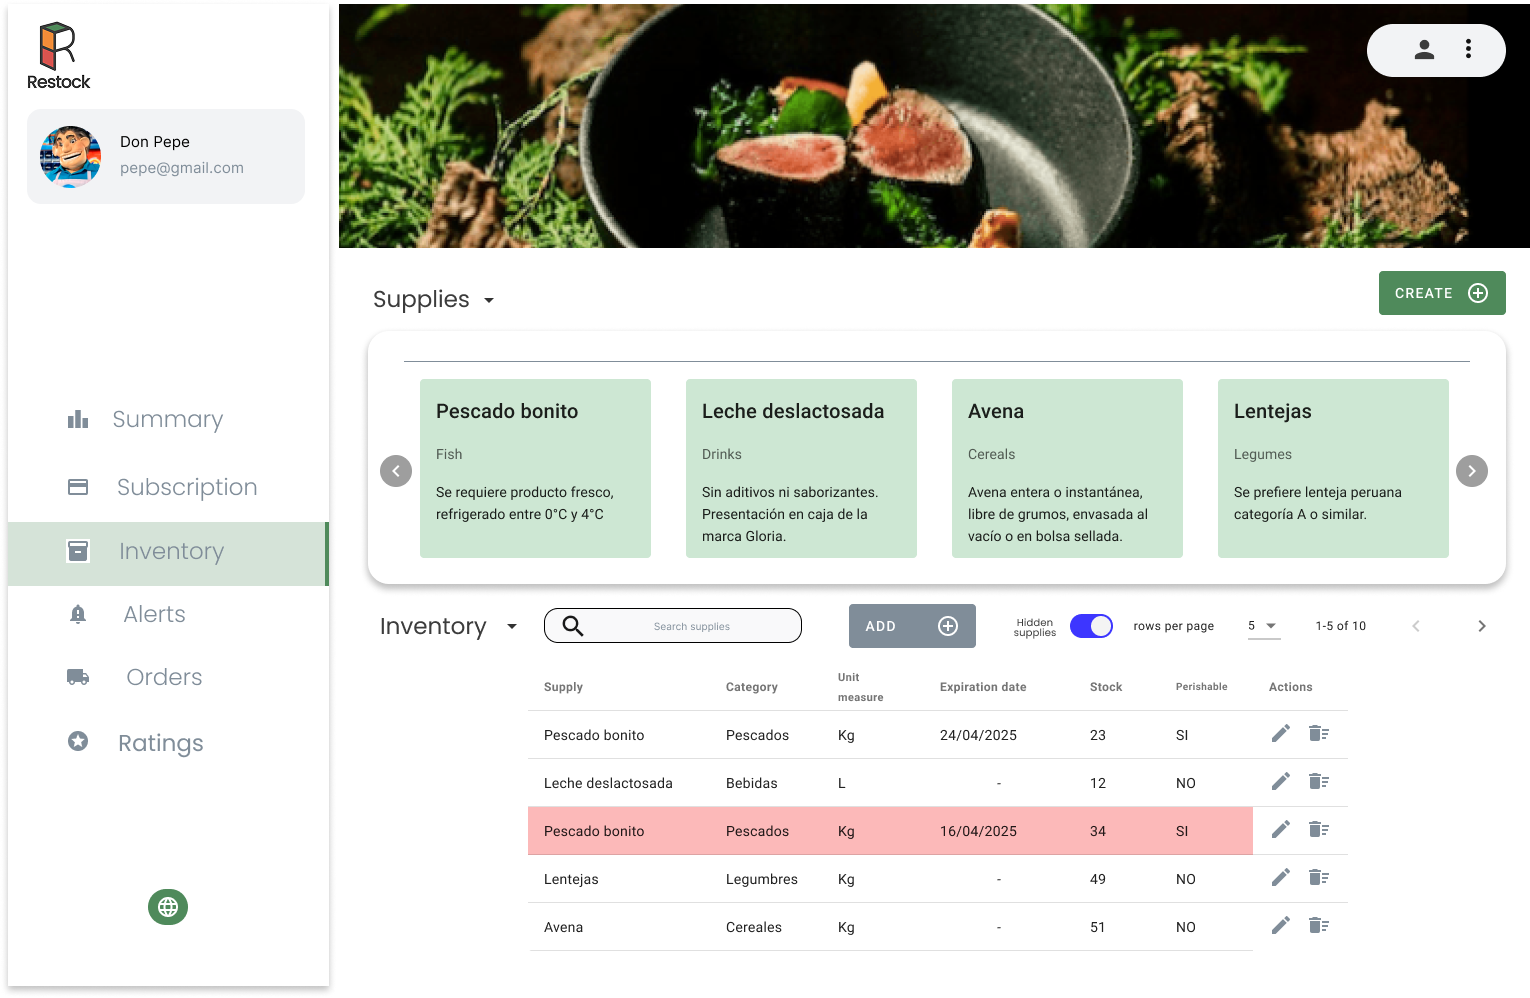 Restock
Don Pepe
pepe@gmail.com
Summary
Subscription
Inventory
Alerts
Orders
Ratings
Supplies
CREATE
Pescado bonito
Fish
Se requiere producto fresco,
refrigerado entre 0°C y 4°C
Leche deslactosada
Drinks
Sin aditivos ni saborizantes.
Presentación en caja de la
marca Gloria.
Avena
Cereals
Avena entera o instantánea,
libre de grumos, envasada al
vacío o en bolsa sellada.
Lentejas
Legumes
Se prefiere lenteja peruana
categoría A o similar.
Inventory
Search supplies
ADD
Hidden
supplies
rows per page
5
1-5 of 10
Supply Category Unit measure Expiration date Stock Perishable Actions
Pescado bonito Pescados Kg 24/04/2025 23 SI
Leche deslactosada Bebidas L - 12 NO
Pescado bonito Pescados Kg 16/04/2025 34 SI
Lentejas Legumbres Kg - 49 NO
Avena Cereales Kg - 51 NO